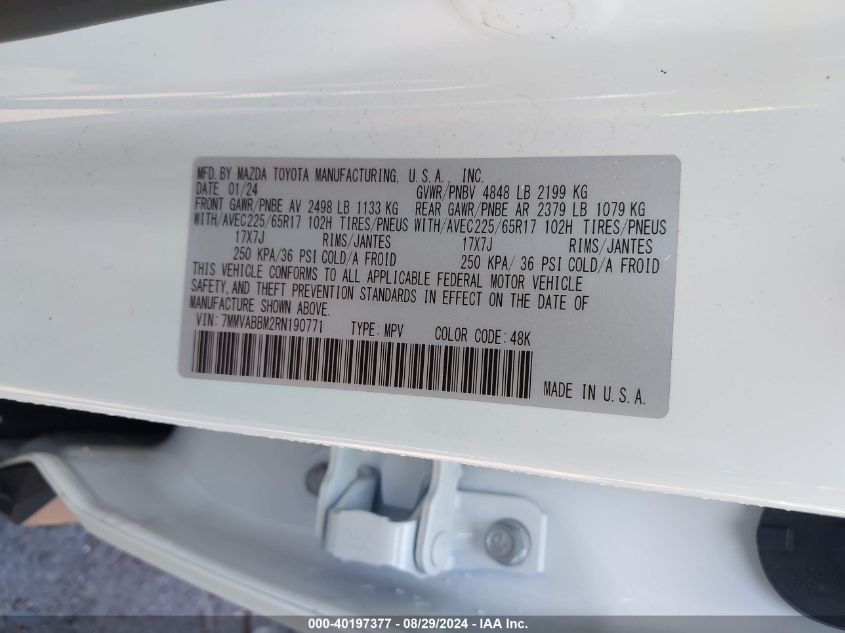 MFD. BY MAZDA TOYOTA MANUFACTURING, U.S.A., INC.
DATE 01/24 GVWR/PNBV 4848 LB 2199 KG
FRONT GAWR/PNBE AV 2498 LB 1133 KG REAR GAWR/PNBE AR 2379 LB 1079 KG
WITH/AVEC225/65R17 102H TIRES/PNEUS WITH/AVEC225/65R17 102H TIRES/PNEUS
17X7J RIMS/JANTES 17X7J RIMS/JANTES
250 KPA/36 PSI COLD/A FROID 250 KPA/ 36 PSI COLD/A FROID
THIS VEHICLE CONFORMS TO ALL APPLICABLE FEDERAL MOTOR VEHICLE
SAFETY, AND THEFT PREVENTION STANDARDS IN EFFECT ON THE DATE OF
MANUFACTURE SHOWN ABOVE.
VIN: 7MMVABBM2RN190771 TYPE: MPV COLOR CODE: 48K
MADE IN U.S.A.
000-40197377 - 08/29/2024 - IAA Inc.